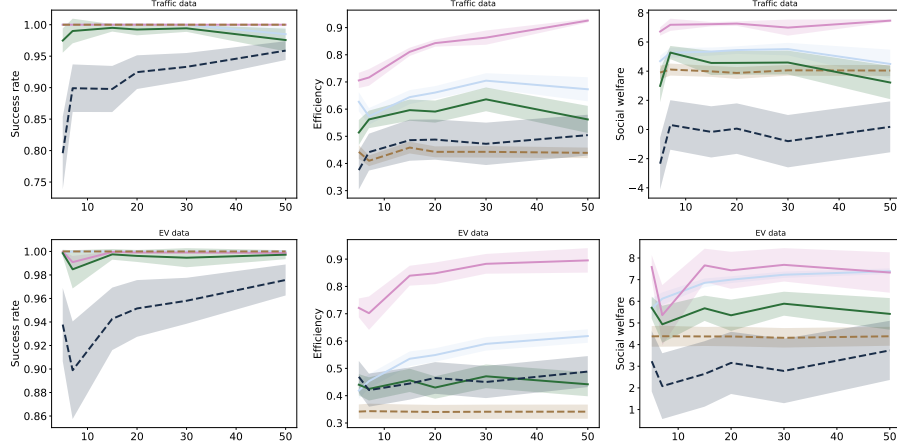 Traffic data
Success rate
1.00
0.95
0.90
0.85
0.80
0.75
10 20 30 40 50
Traffic data
Efficiency
0.9
0.8
0.7
0.6
0.5
0.4
0.3
10 20 30 40 50
Traffic data
Social welfare
8
6
4
2
0
−2
−4
10 20 30 40 50
EV data
Success rate
1.00
0.98
0.96
0.94
0.92
0.90
0.88
0.86
10 20 30 40 50
EV data
Efficiency
0.9
0.8
0.7
0.6
0.5
0.4
0.3
10 20 30 40 50
EV data
Social welfare
8
7
6
5
4
3
2
1
10 20 30 40 50